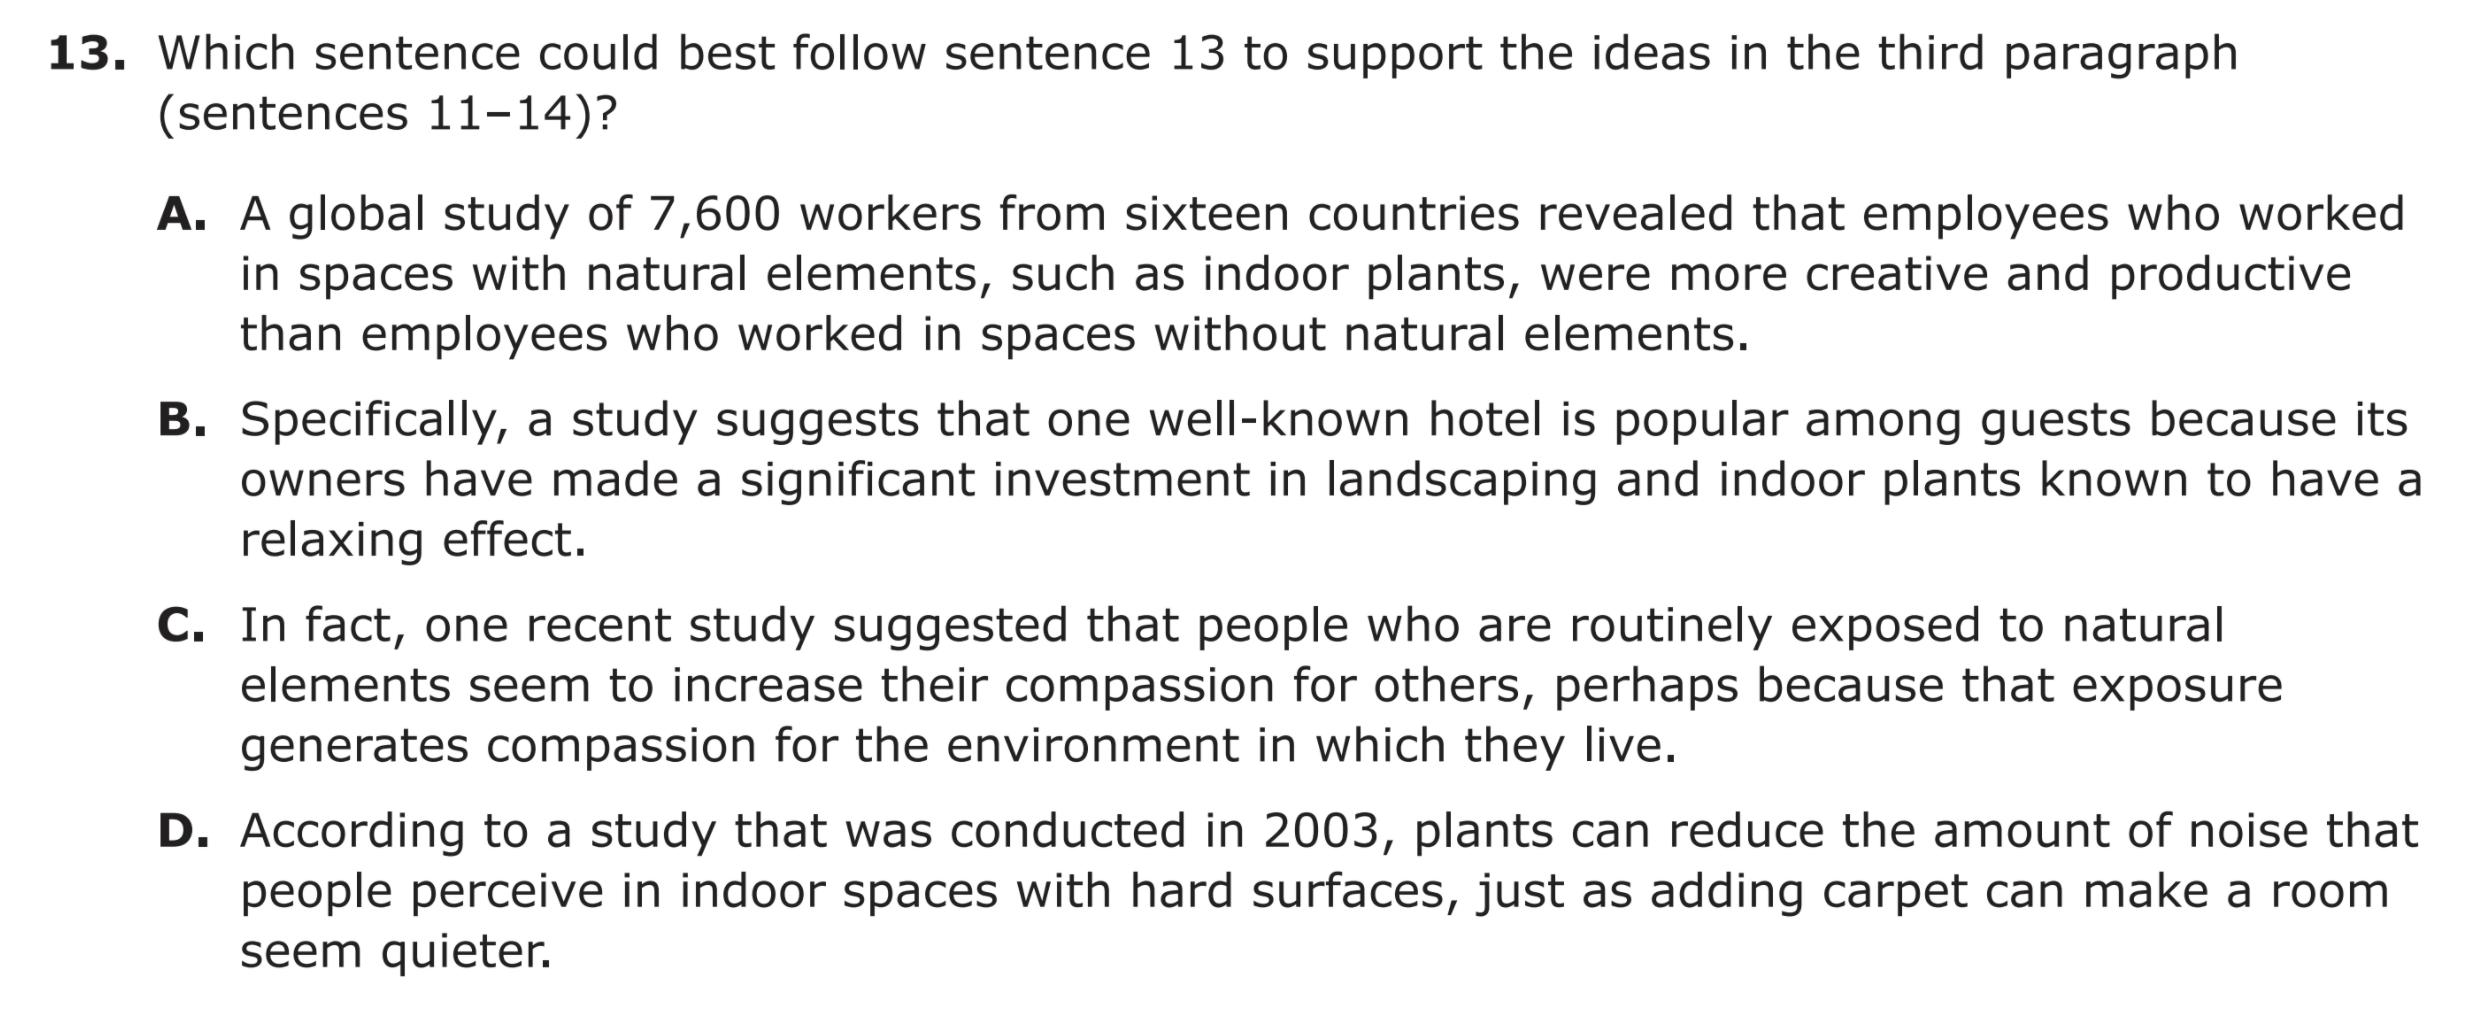 13. Which sentence could best follow sentence 13 to support the ideas in the third paragraph
(sentences 11–14)?
A. A global study of 7,600 workers from sixteen countries revealed that employees who worked
in spaces with natural elements, such as indoor plants, were more creative and productive
than employees who worked in spaces without natural elements.
B. Specifically, a study suggests that one well-known hotel is popular among guests because its
owners have made a significant investment in landscaping and indoor plants known to have a
relaxing effect.
C. In fact, one recent study suggested that people who are routinely exposed to natural
elements seem to increase their compassion for others, perhaps because that exposure
generates compassion for the environment in which they live.
D. According to a study that was conducted in 2003, plants can reduce the amount of noise that
people perceive in indoor spaces with hard surfaces, just as adding carpet can make a room
seem quieter.